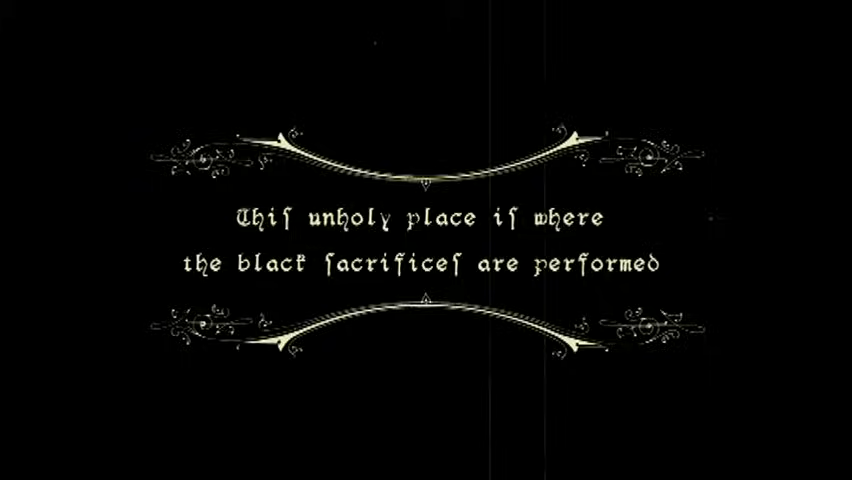 This unholy place is where
the black sacrifices are performed